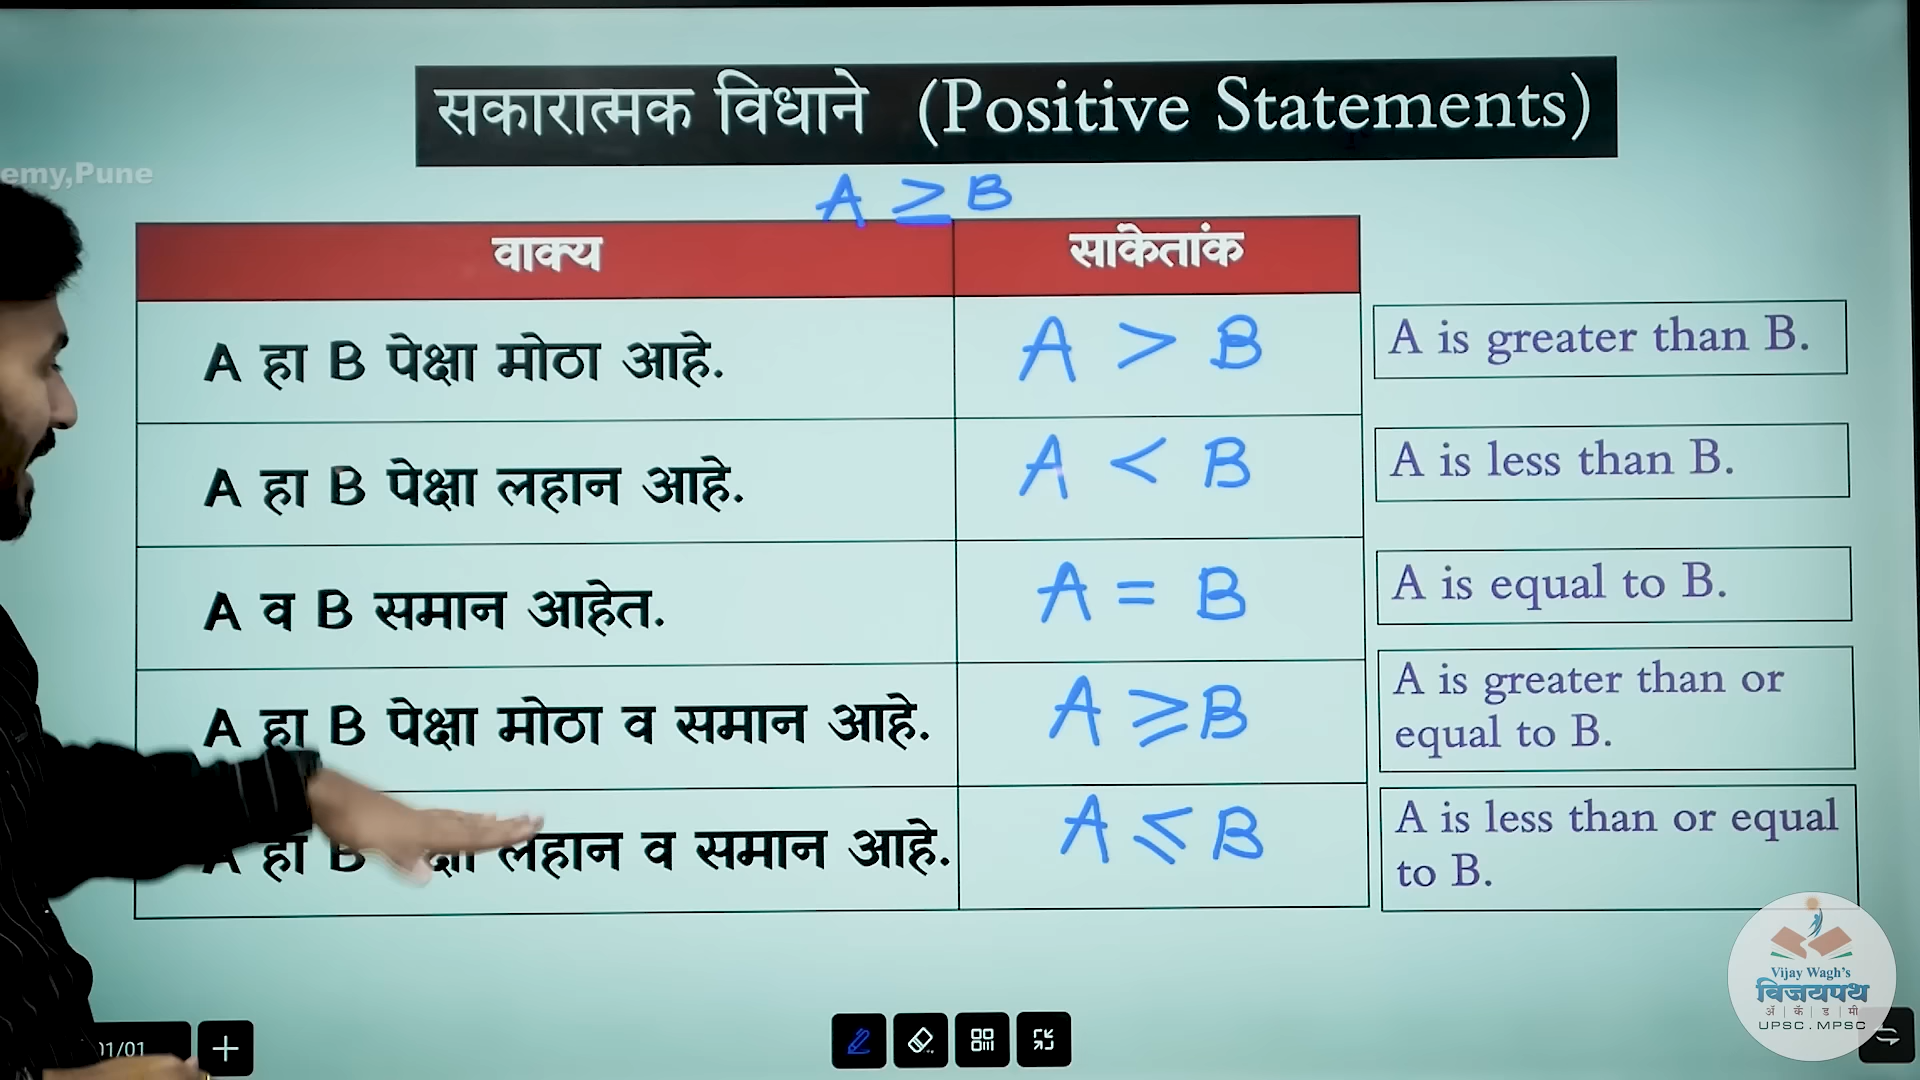 सकारात्मक विधाने (Positive Statements)
emy,Pune
A ≥ B
वाक्य सांकेतांक
A हा B पेक्षा मोठा आहे. A > B A is greater than B.
A हा B पेक्षा लहान आहे. A < B A is less than B.
A व B समान आहेत. A = B A is equal to B.
A हा B पेक्षा मोठा व समान आहे. A ⩾ B A is greater than or
equal to B.
A हा B लहान व समान आहे. A ⩽ B A is less than or equal
to B.
Vijay Wagh's
विजयपथ
अ‍ॅ | कॅ | ड | मी
UPSC.MPSC
01/01